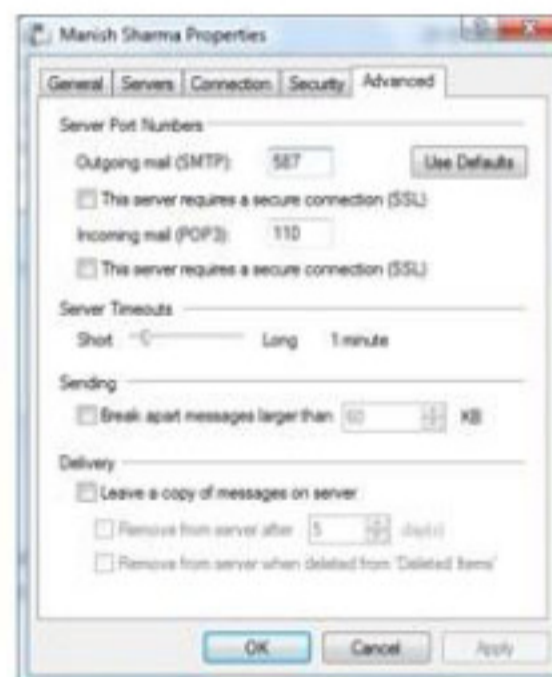 Manish Sharma Properties
General Servers Connection Security Advanced
Server Port Numbers
Outgoing mail (SMTP): 587 Use Defaults
This server requires a secure connection (SSL)
Incoming mail (POP3): 110
This server requires a secure connection (SSL)
Server Timeouts
Short Long 1 minute
Sending
Break apart messages larger than 60 KB
Delivery
Leave a copy of messages on server
Remove from server after 5 day(s)
Remove from server when deleted from 'Deleted Items'
OK Cancel Apply